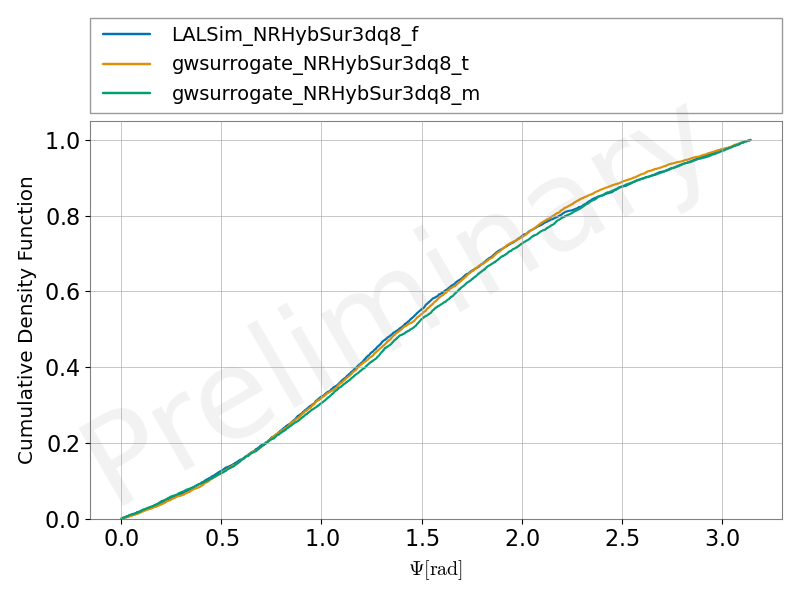 LALSim_NRHybSur3dq8_f
gwsurrogate_NRHybSur3dq8_t
gwsurrogate_NRHybSur3dq8_m
Preliminary
Cumulative Density Function
1.0
0.8
0.6
0.4
0.2
0.0
0.0 0.5 1.0 1.5 2.0 2.5 3.0
Ψ[rad]